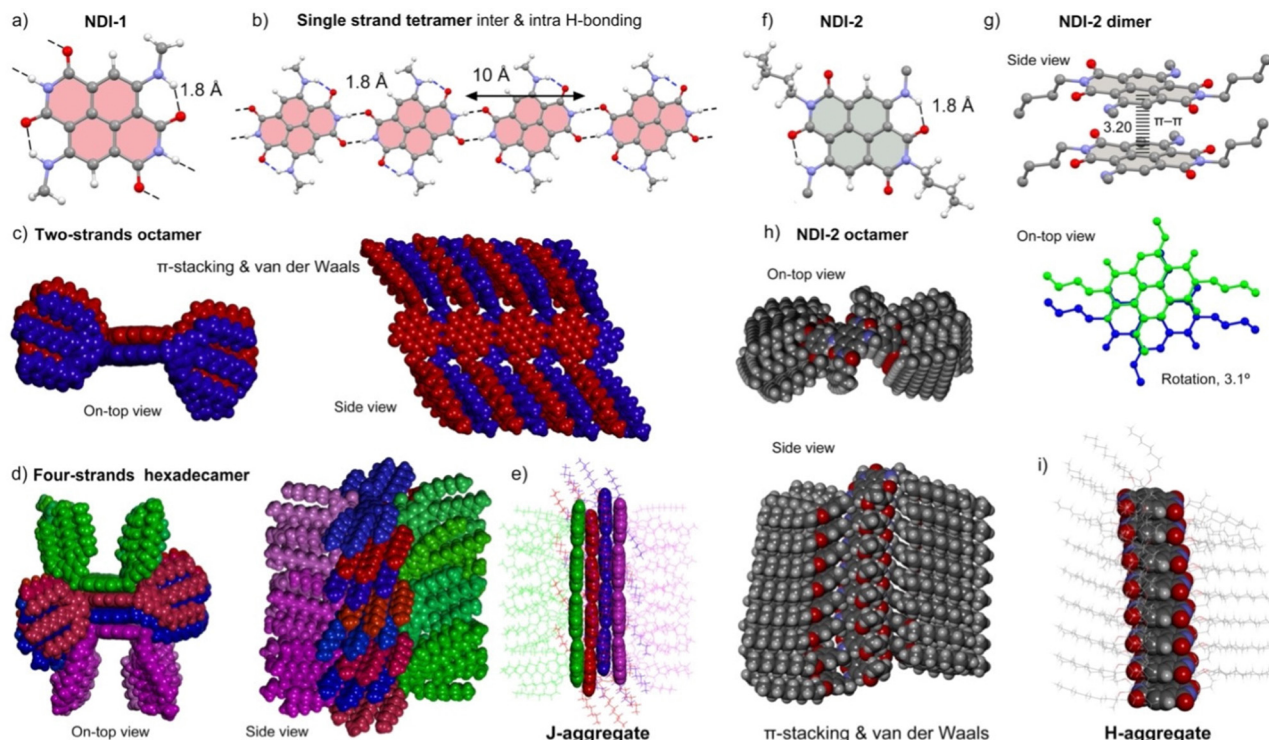 a) NDI-1
1.8 Å
b) Single strand tetramer inter & intra H-bonding
1.8 Å
10 Å
c) Two-strands octamer
π-stacking & van der Waals
On-top view
Side view
d) Four-strands hexadecamer
On-top view
Side view
e)
J-aggregate
f) NDI-2
1.8 Å
g) NDI-2 dimer
Side view
3.20
π–π
On-top view
Rotation, 3.1º
h) NDI-2 octamer
On-top view
Side view
π-stacking & van der Waals
i)
H-aggregate